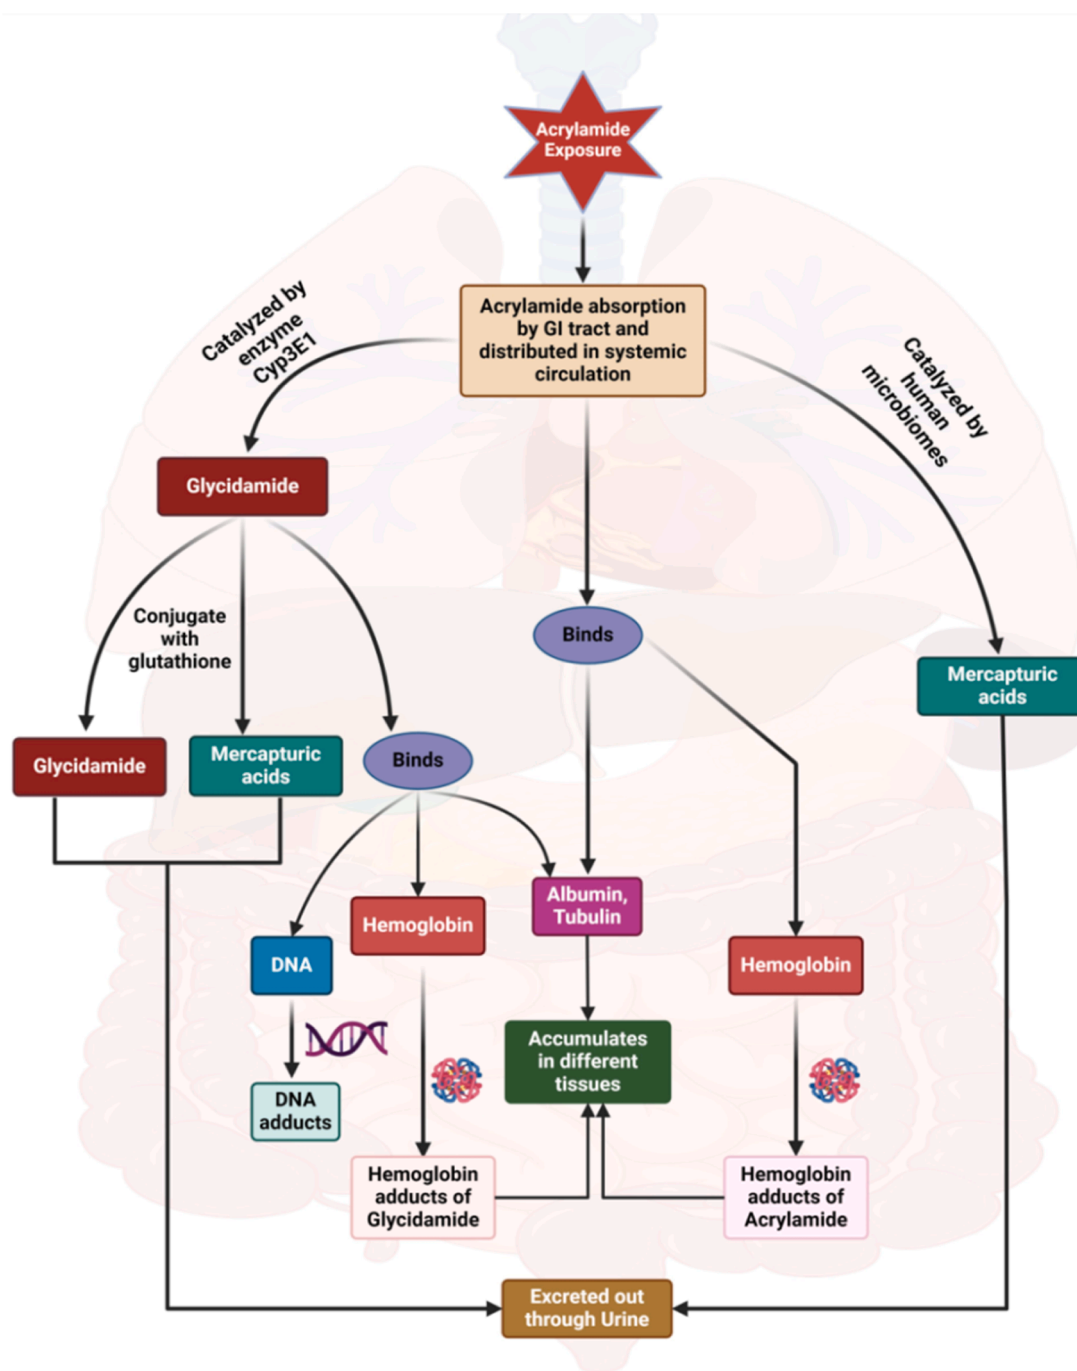 Acrylamide
Exposure
Acrylamide absorption
by GI tract and
distributed in systemic
circulation
Catalyzed by
enzyme
Cyp3E1
Catalyzed by
human
microbiomes
Glycidamide
Conjugate
with
glutathione
Binds
Mercapturic
acids
Glycidamide
Mercapturic
acids
Binds
Albumin,
Tubulin
Hemoglobin
DNA
Hemoglobin
Accumulates
in different
tissues
DNA
adducts
Hemoglobin
adducts of
Glycidamide
Hemoglobin
adducts of
Acrylamide
Excreted out
through Urine